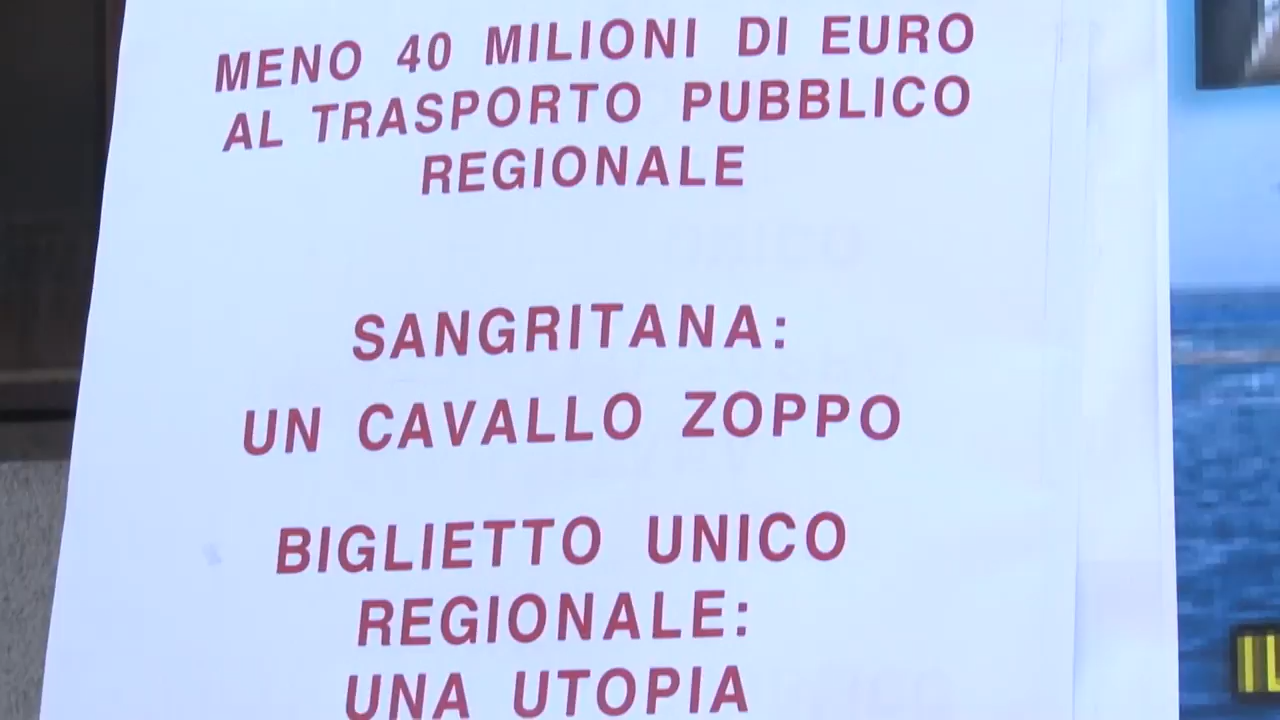 MENO 40 MILIONI DI EURO
AL TRASPORTO PUBBLICO
REGIONALE
SANGRITANA:
UN CAVALLO ZOPPO
BIGLIETTO UNICO
REGIONALE:
UNA UTOPIA